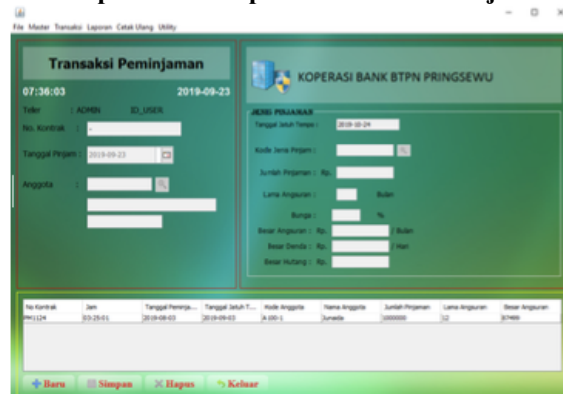 File Master Transaksi Laporan Cetak Ulang Utility
Transaksi Peminjaman
07:36:03 2019-09-23
Teller : ADMIN ID_USER
No. Kontrak : -
Tanggal Pinjam : 2019-09-23
Anggota :
KOPERASI BANK BTPN PRINGSEWU
JENIS PINJAMAN
Tanggal Jatuh Tempo : 2019-10-24
Kode Jenis Pinjam :
Jumlah Pinjaman : Rp.
Lama Angsuran : Bulan
Bunga : %
Besar Angsuran : Rp. / Bulan
Besar Denda : Rp. / Hari
Besar Hutang : Rp.
No Kontrak Jam Tanggal Peminja... Tanggal Jatuh T... Kode Anggota Nama Anggota Jumlah Pinjaman Lama Angsuran Besar Angsuran
PM1124 03:25:01 2019-08-03 2019-09-03 A 100-1 Junaida 1000000 12 87499
Baru Simpan Hapus Keluar